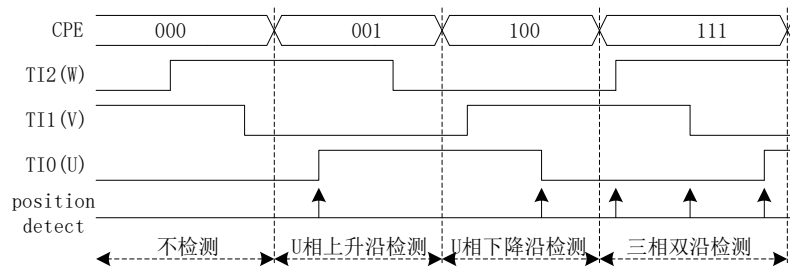 CPE 000 001 100 111
TI2(W)
TI1(V)
TI0(U)
position
detect
不检测 U相上升沿检测 U相下降沿检测 三相双沿检测